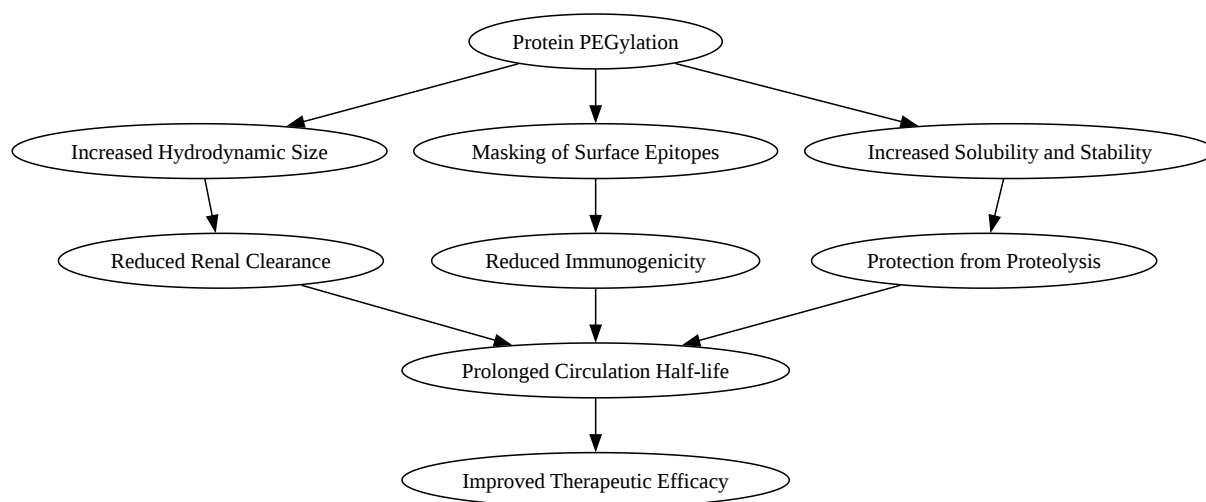 Protein PEGylation
Increased Hydrodynamic Size
Masking of Surface Epitopes
Increased Solubility and Stability
Reduced Renal Clearance
Reduced Immunogenicity
Protection from Proteolysis
Prolonged Circulation Half-life
Improved Therapeutic Efficacy